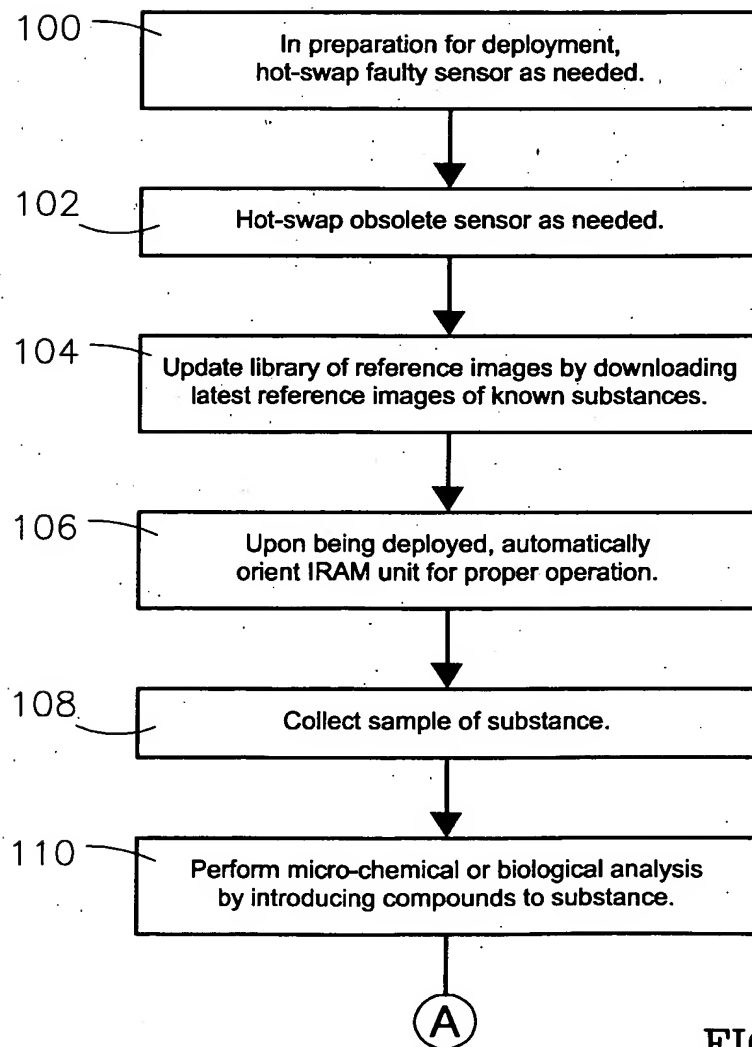 100
In preparation for deployment,
hot-swap faulty sensor as needed.
102
Hot-swap obsolete sensor as needed.
104
Update library of reference images by downloading
latest reference images of known substances.
106
Upon being deployed, automatically
orient IRAM unit for proper operation.
108
Collect sample of substance.
110
Perform micro-chemical or biological analysis
by introducing compounds to substance.
A